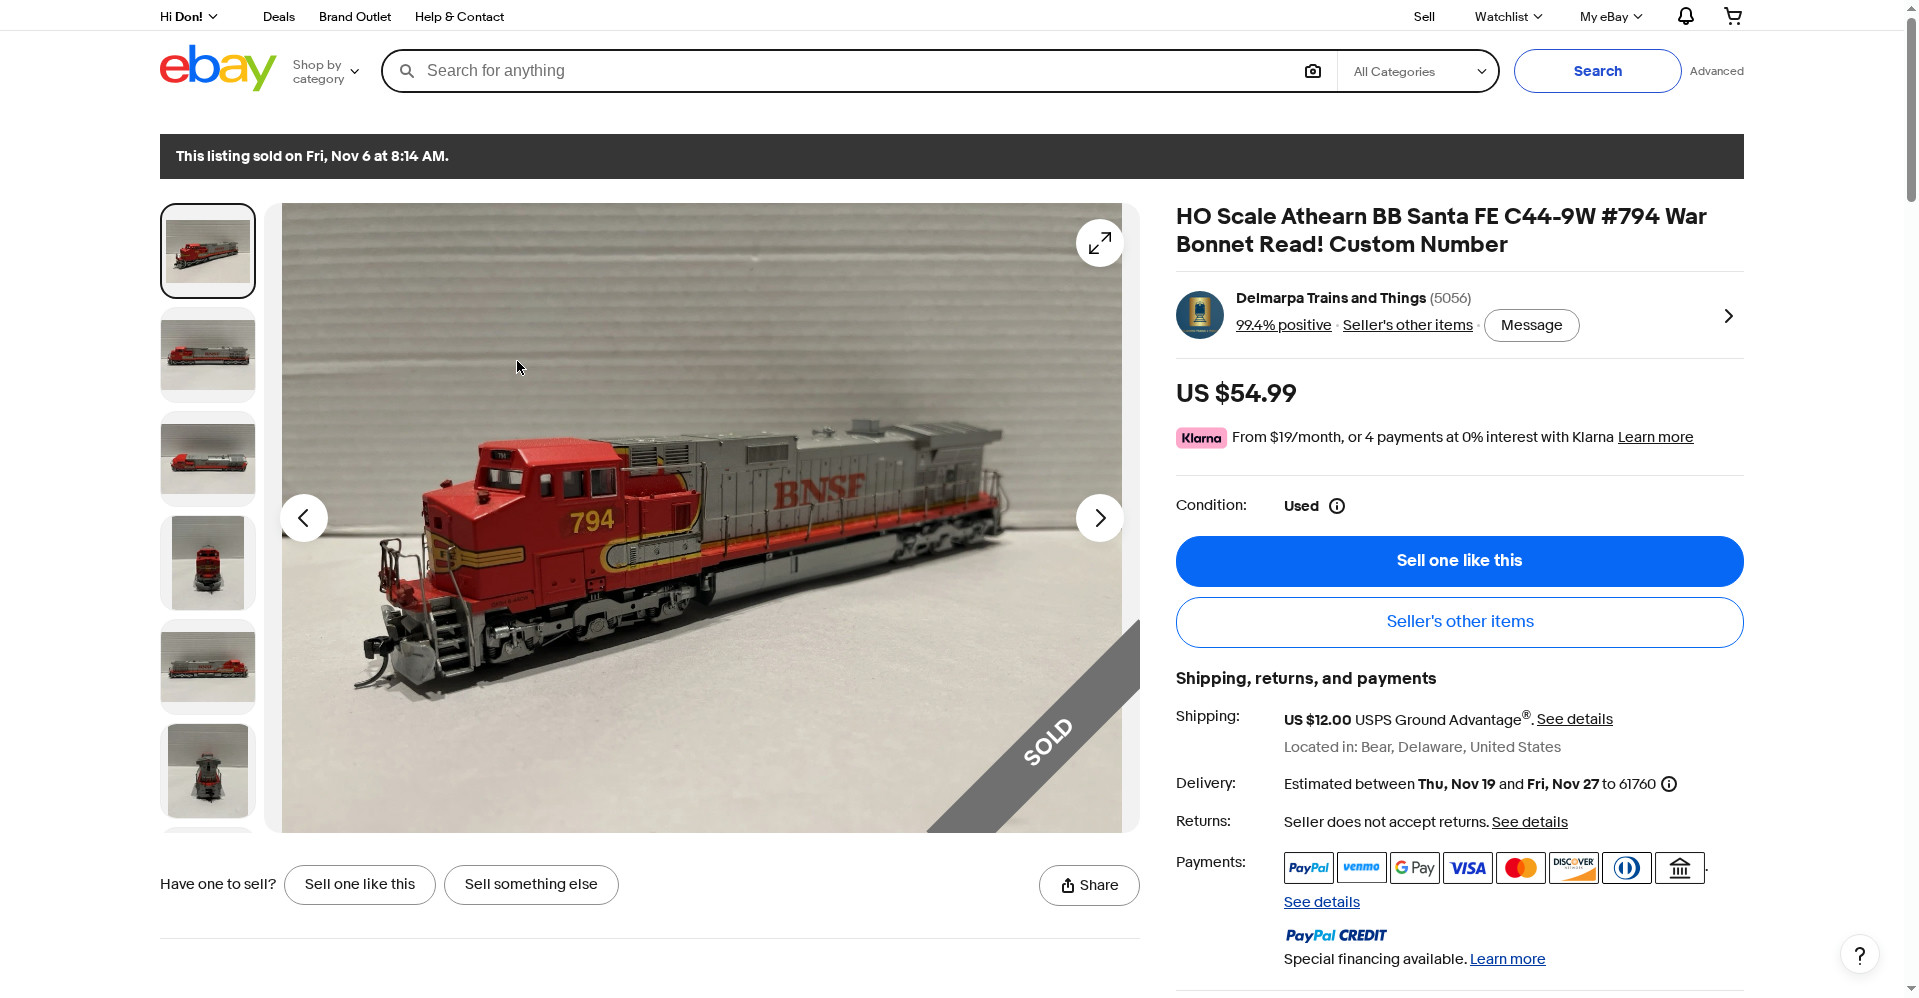 Hi Don!
Deals
Brand Outlet
Help & Contact
Sell
Watchlist
My eBay
ebay
Shop by category
Search for anything
All Categories
Search
Advanced
This listing sold on Fri, Nov 6 at 8:14 AM.
HO Scale Athearn BB Santa FE C44-9W #794 War
Bonnet Read! Custom Number
Delmarpa Trains and Things (5056)
99.4% positive · Seller's other items · Message
US $54.99
Klarna From $19/month, or 4 payments at 0% interest with Klarna Learn more
Condition: Used
Sell one like this
Seller's other items
Shipping, returns, and payments
Shipping: US $12.00 USPS Ground Advantage®. See details
Located in: Bear, Delaware, United States
Delivery: Estimated between Thu, Nov 19 and Fri, Nov 27 to 61760
Returns: Seller does not accept returns. See details
Payments: PayPal venmo G Pay VISA DISCOVER
See details
PayPal CREDIT
Special financing available. Learn more
794
BNSF
SOLD
Have one to sell? Sell one like this Sell something else
Share
?